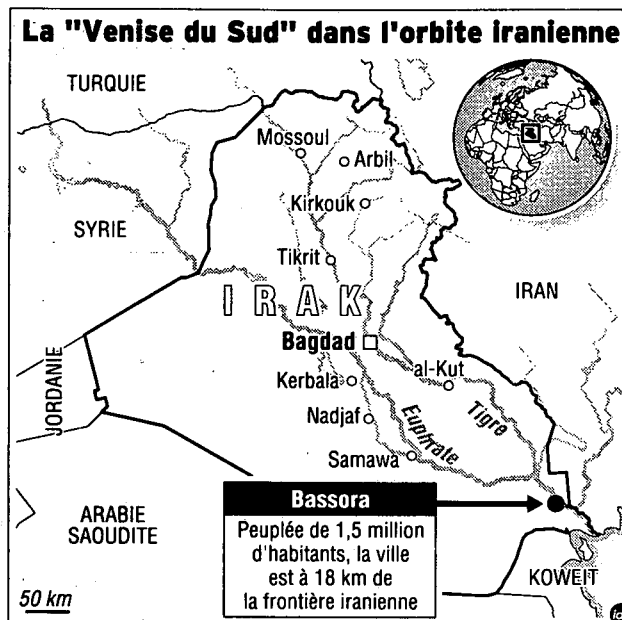 La "Venise du Sud" dans l'orbite iranienne
TURQUIE
Mossoul
Arbil
Kirkouk
SYRIE
Tikrit
IRAK
IRAN
Bagdad
al-Kut
JORDANIE
Kerbala
Nadjaf
Euphrate
Tigre
Samawa
Bassora
Peuplée de 1,5 million
d'habitants, la ville
est à 18 km de
la frontière iranienne
ARABIE
SAOUDITE
KOWEIT
50 km